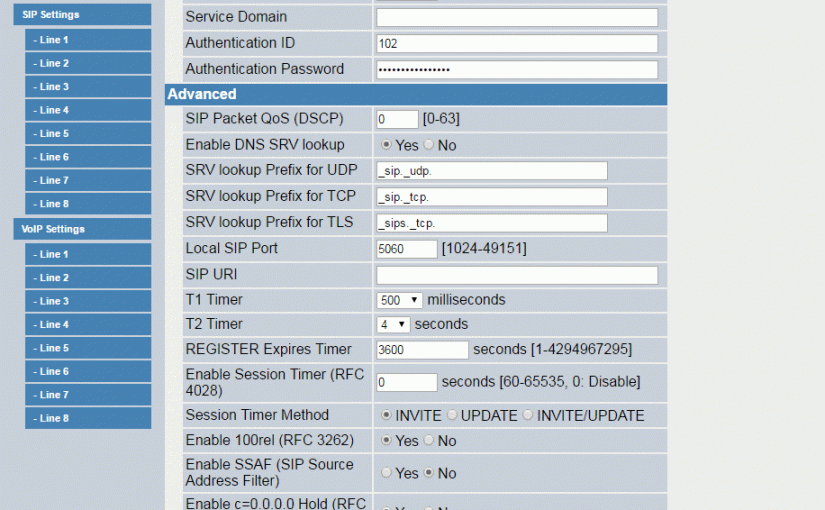 SIP Settings
- Line 1
- Line 2
- Line 3
- Line 4
- Line 5
- Line 6
- Line 7
- Line 8
VoIP Settings
- Line 1
- Line 2
- Line 3
- Line 4
- Line 5
- Line 6
- Line 7
- Line 8
Service Domain
Authentication ID 102
Authentication Password ••••••••••••••••
Advanced
SIP Packet QoS (DSCP) 0 [0-63]
Enable DNS SRV lookup Yes No
SRV lookup Prefix for UDP _sip._udp.
SRV lookup Prefix for TCP _sip._tcp.
SRV lookup Prefix for TLS _sips._tcp.
Local SIP Port 5060 [1024-49151]
SIP URI
T1 Timer 500 milliseconds
T2 Timer 4 seconds
REGISTER Expires Timer 3600 seconds [1-4294967295]
Enable Session Timer (RFC
4028) 0 seconds [60-65535, 0: Disable]
Session Timer Method INVITE UPDATE INVITE/UPDATE
Enable 100rel (RFC 3262) Yes No
Enable SSAF (SIP Source
Address Filter) Yes No
Enable c=0.0.0.0 Hold (RFC
Yes No